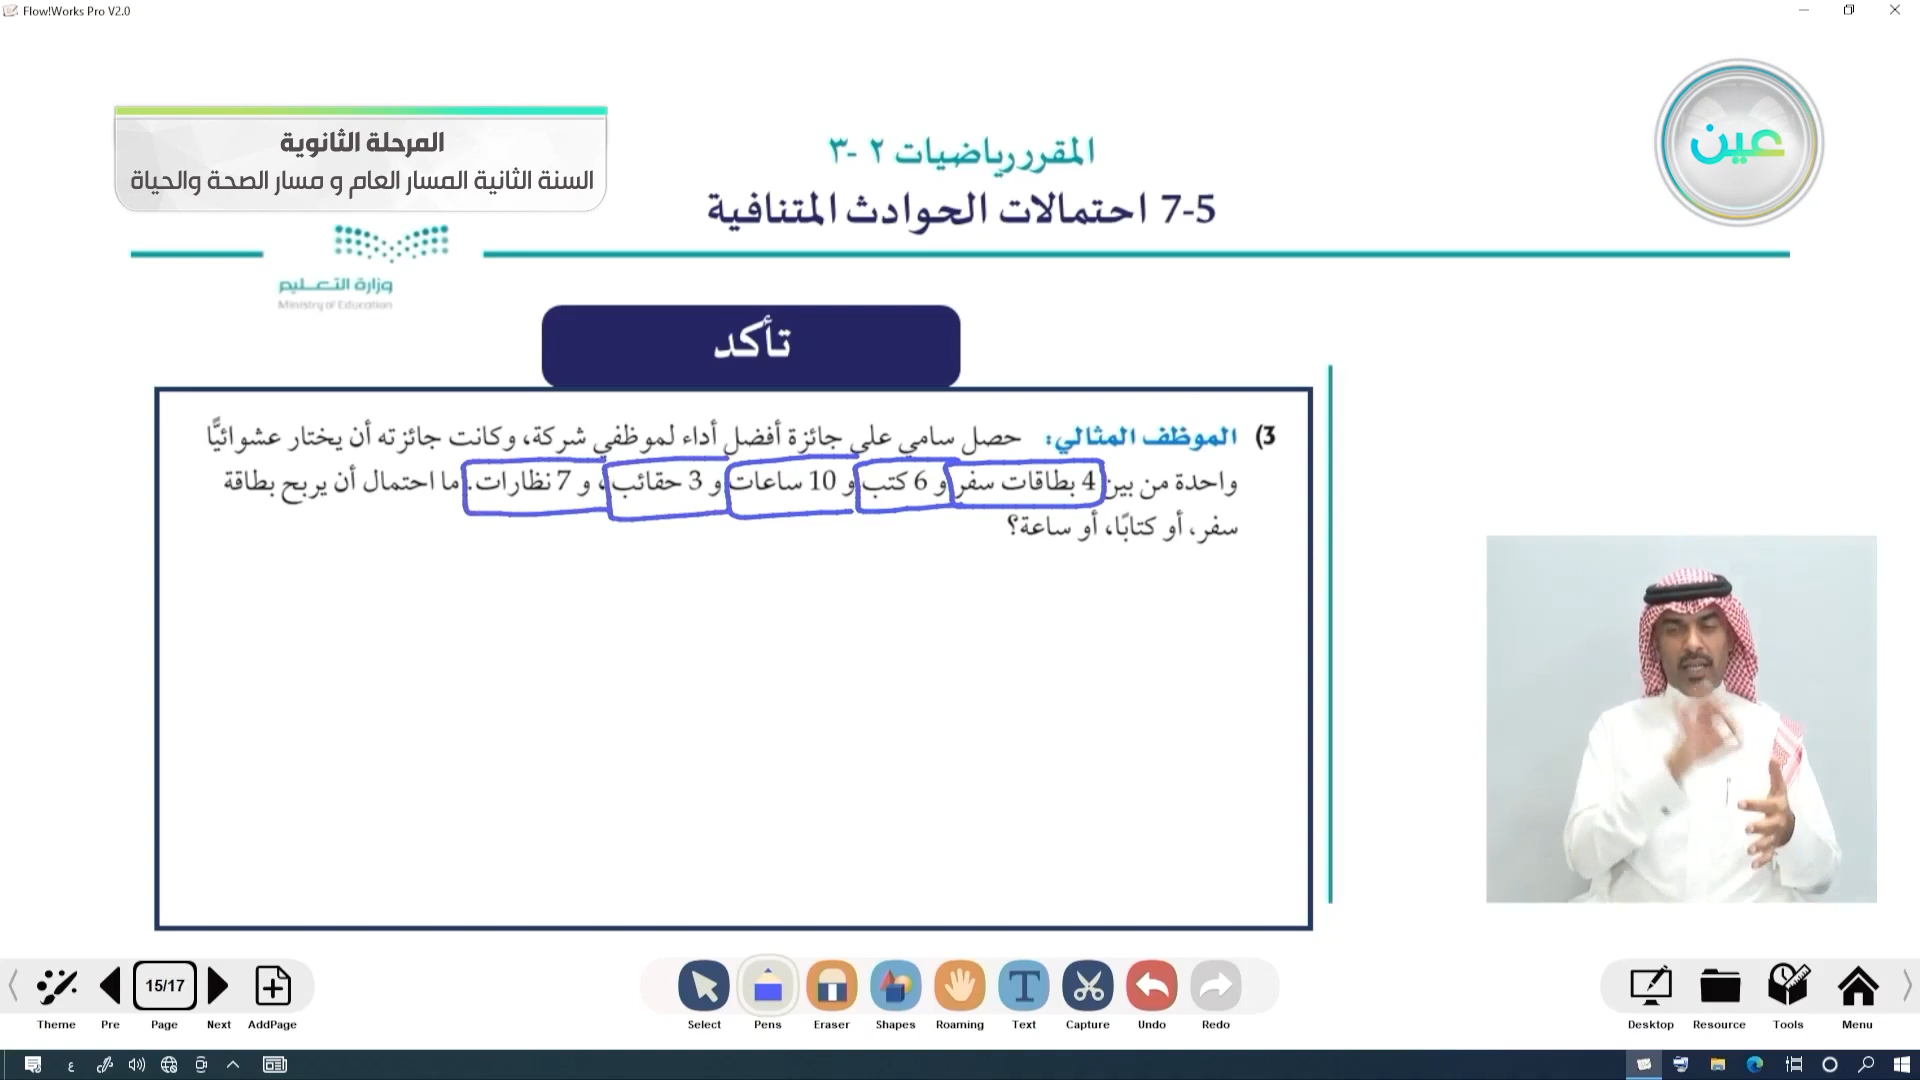 Flow!Works Pro V2.0
عين
المقرر رياضيات ٢ -٣
7-5 احتمالات الحوادث المتنافية
المرحلة الثانوية
السنة الثانية المسار العام و مسار الصحة والحياة
وزارة التعليم
Ministry of Education
تأكد
3) الموظف المثالي: حصل سامي على جائزة أفضل أداء لموظفي شركة، وكانت جائزته أن يختار عشوائيًّا
واحدة من بين 4 بطاقات سفر و 6 كتب و 10 ساعات و 3 حقائب، و 7 نظارات. ما احتمال أن يربح بطاقة
سفر، أو كتابًا، أو ساعة؟
15/17
Theme Pre Page Next AddPage
Select Pens Eraser Shapes Roaming Text Capture Undo Redo
Desktop Resource Tools Menu
T
ع